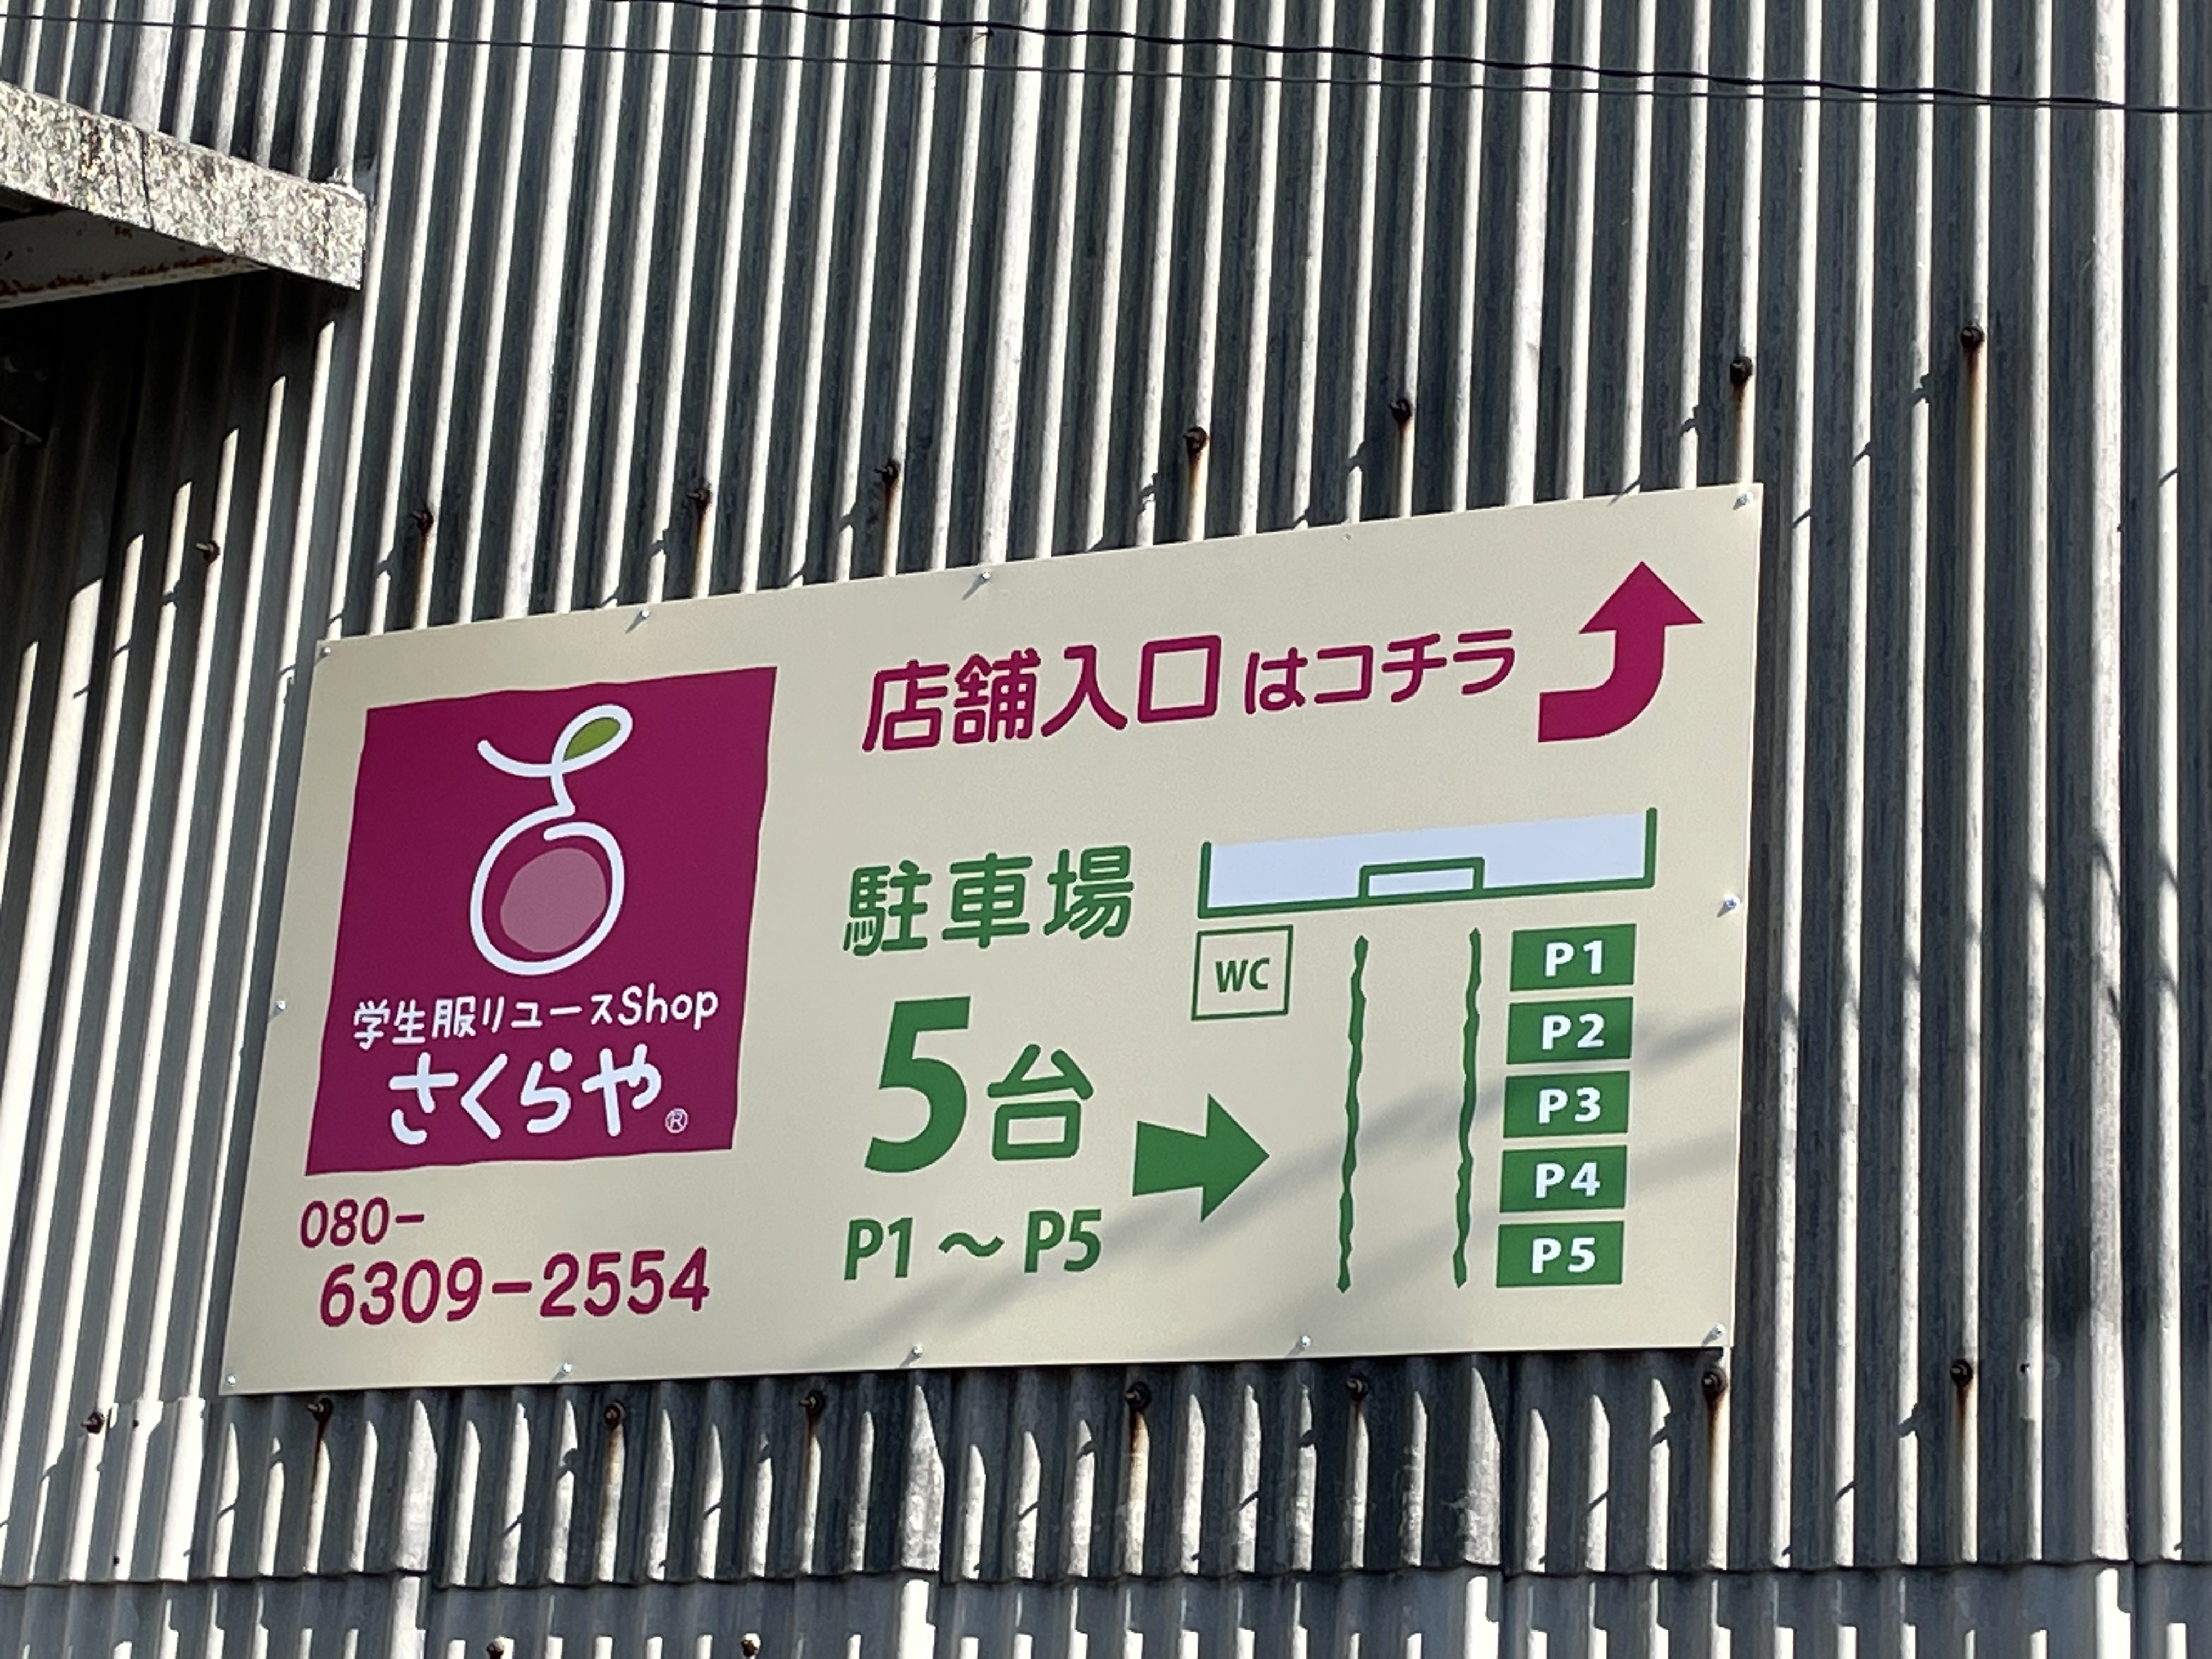 店舗入口はコチラ
学生服リユースShop
さくらや®
080-
6309-2554
駐車場
5台
P1～P5
WC
P1
P2
P3
P4
P5